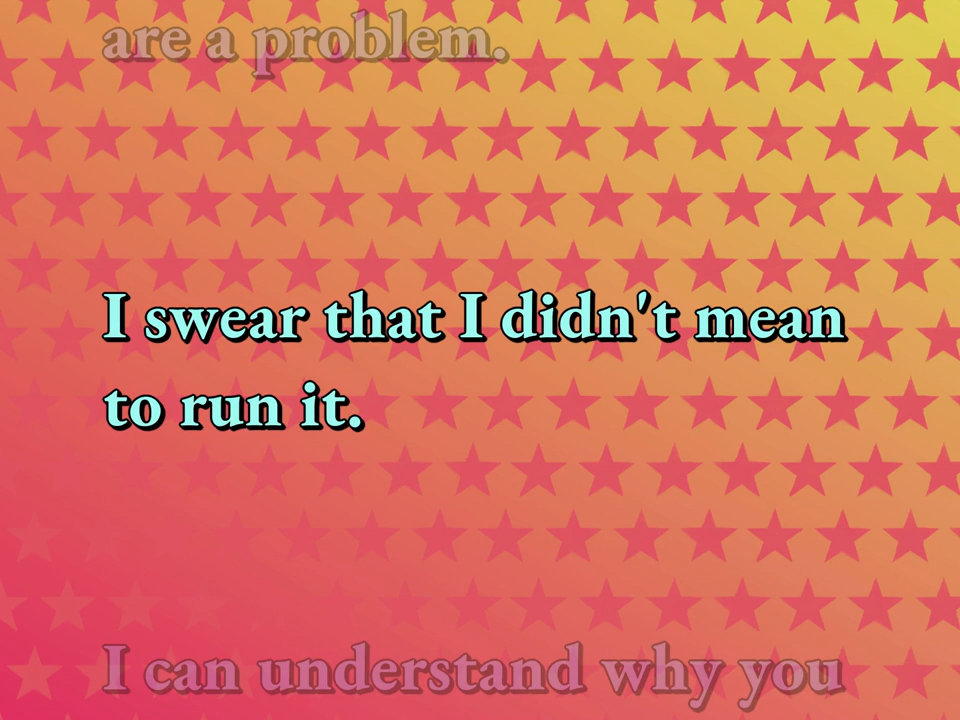 are a problem.
I swear that I didn't mean
to run it.
I can understand why you